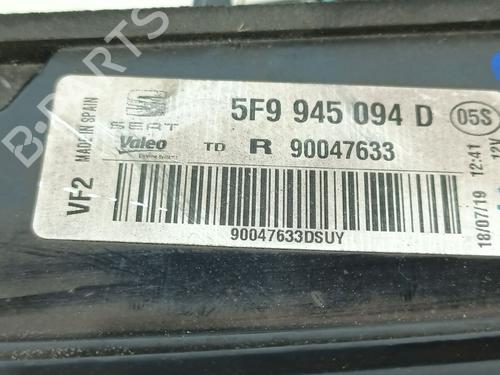 5F9 945 094 D 05S
SEAT
Valeo TD R 90047633
MADE IN SPAIN
VF2
90047633DSUY
18/07/19 12:41
B-PARTS